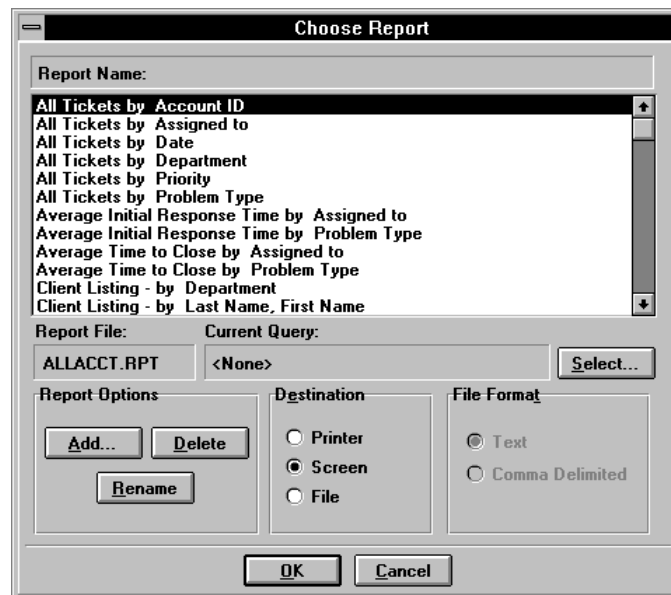 Choose Report
Report Name:
All Tickets by  Account ID
All Tickets by  Assigned to
All Tickets by  Date
All Tickets by  Department
All Tickets by  Priority
All Tickets by  Problem Type
Average Initial Response Time by  Assigned to
Average Initial Response Time by  Problem Type
Average Time to Close by  Assigned to
Average Time to Close by  Problem Type
Client Listing - by  Department
Client Listing - by  Last Name, First Name
Report File: Current Query:
ALLACCT.RPT <None> Select...
Report Options Destination File Format
Add... Delete Printer Text
Screen Comma Delimited
Rename File
OK Cancel